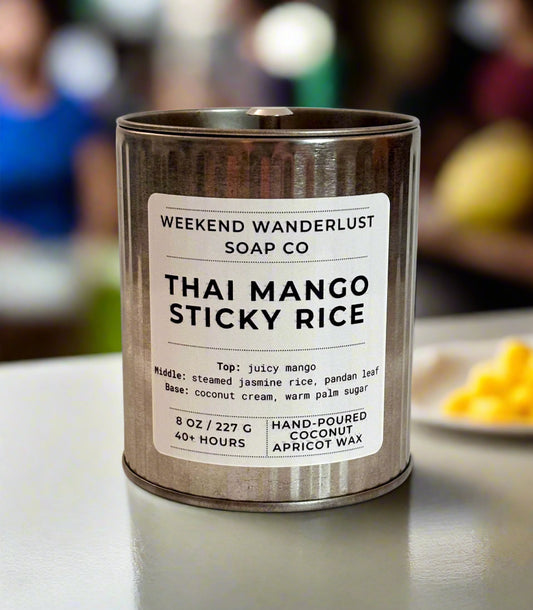 WEEKEND WANDERLUST
SOAP CO
THAI MANGO
STICKY RICE
Top: juicy mango
Middle: steamed jasmine rice, pandan leaf
Base: coconut cream, warm palm sugar
8 OZ / 227 G
40+ HOURS
HAND-POURED
COCONUT
APRICOT WAX